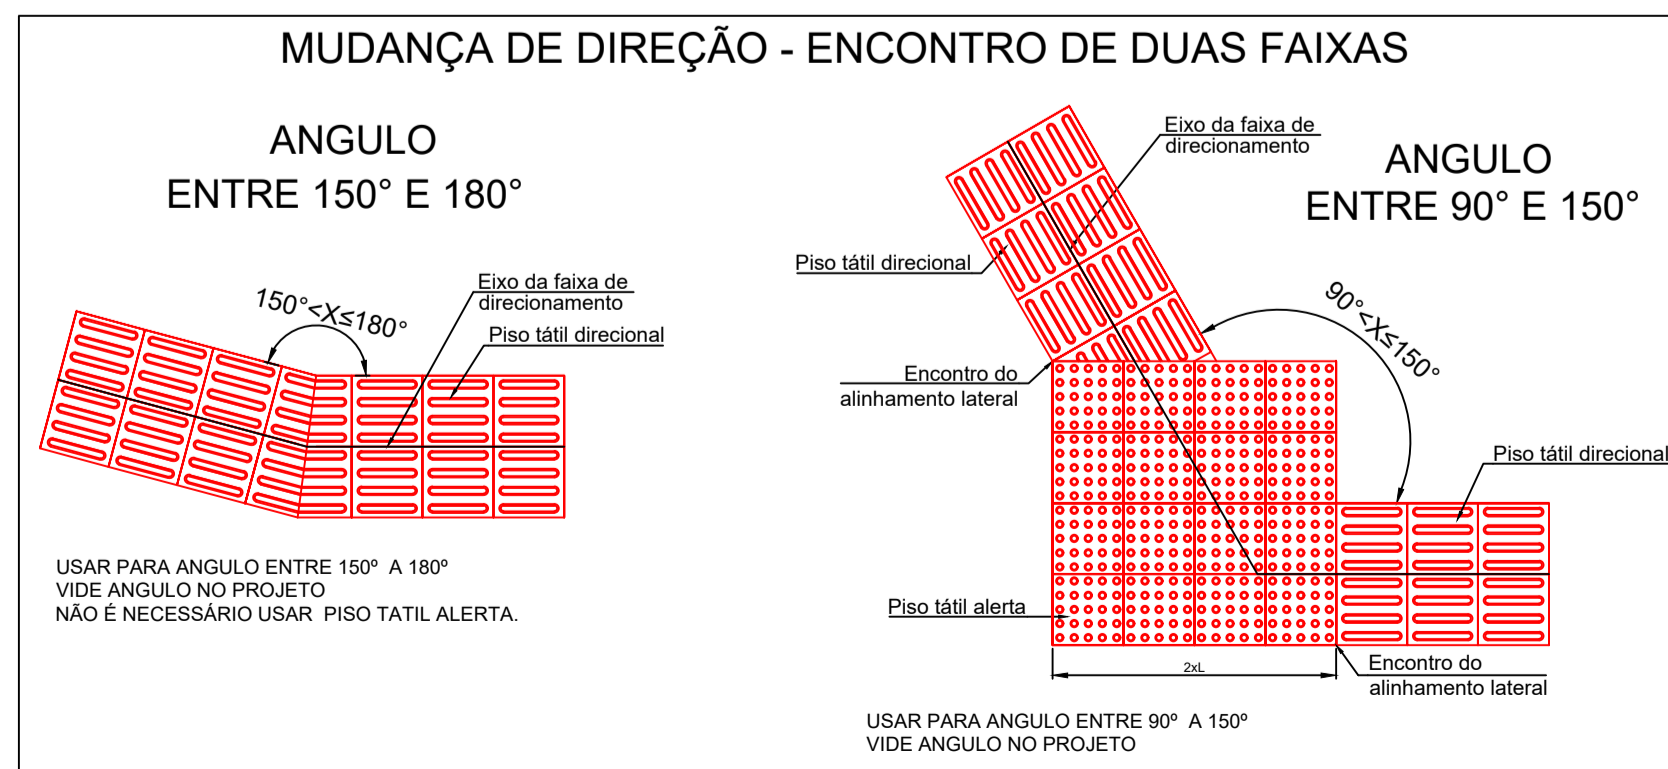 MUDANÇA DE DIREÇÃO - ENCONTRO DE DUAS FAIXAS
ANGULO
ENTRE 150° E 180°
150°<X≤180°
Eixo da faixa de
direcionamento
Piso tátil direcional
USAR PARA ANGULO ENTRE 150º  A 180º
VIDE ANGULO NO PROJETO
NÃO É NECESSÁRIO USAR  PISO TATIL ALERTA.
Eixo da faixa de
direcionamento
ANGULO
ENTRE 90° E 150°
Piso tátil direcional
90°<X≤150°
Encontro do
alinhamento lateral
Piso tátil direcional
Piso tátil alerta
2xL
Encontro do
alinhamento lateral
USAR PARA ANGULO ENTRE 90º  A 150º
VIDE ANGULO NO PROJETO